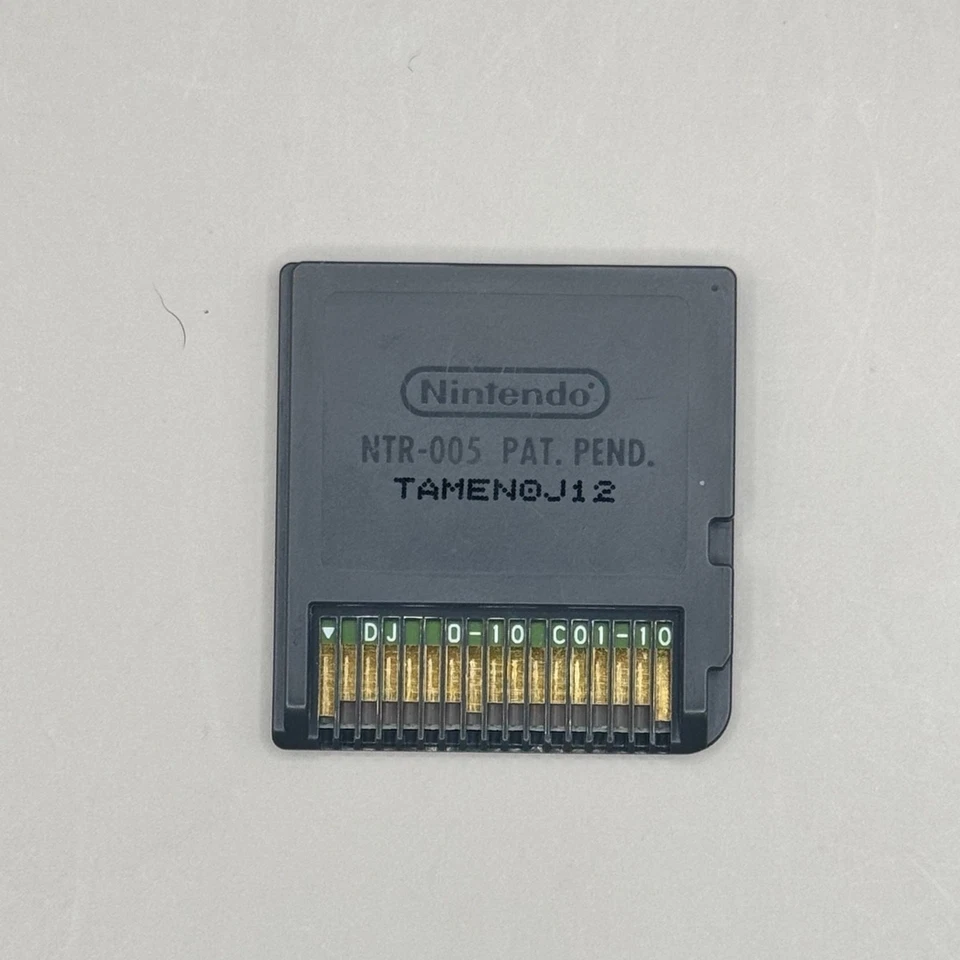 Nintendo
NTR-005 PAT. PEND.
TAMEN0J12
▼ DJ 0-10 C01-10